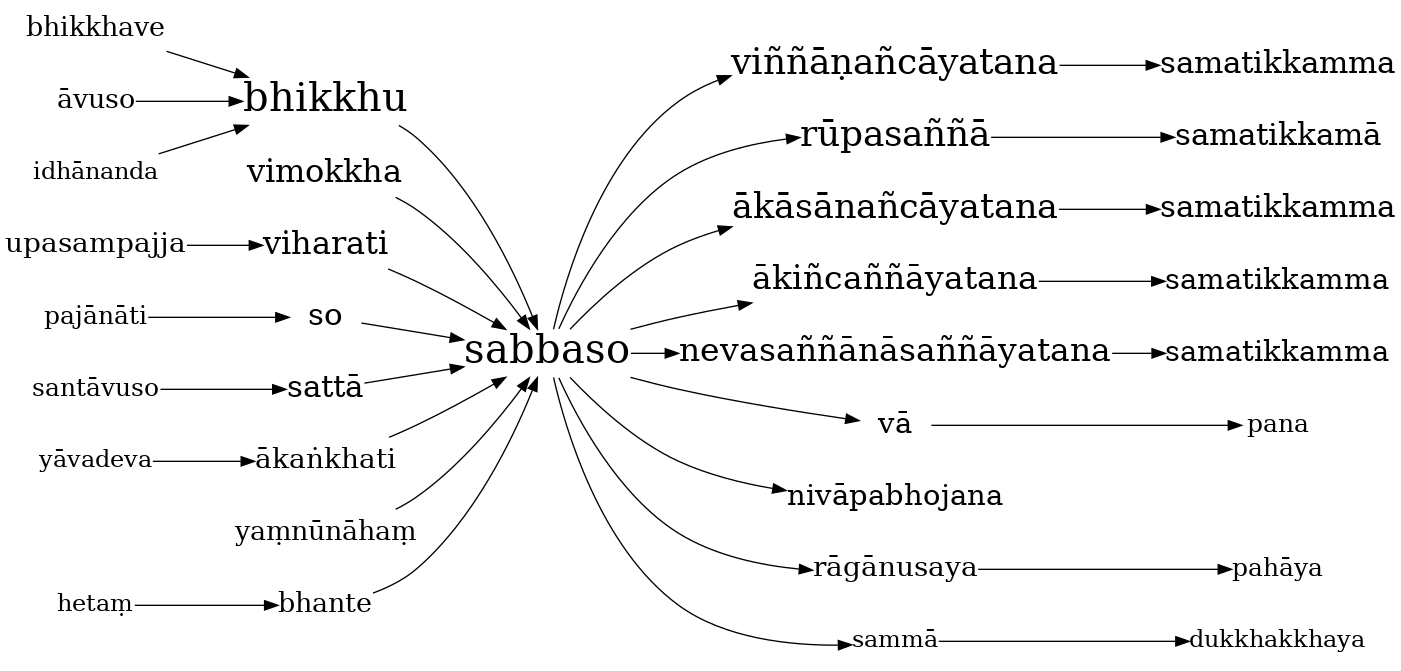 bhikkhave
āvuso
idhānanda
bhikkhu
vimokkha
upasampajja viharati
pajānāti so
santāvuso sattā
yāvadeva ākaṅkhati
yaṃnūnāhaṃ
hetaṃ bhante
sabbaso
viññāṇañcāyatana samatikkamma
rūpasaññā samatikkamā
ākāsānañcāyatana samatikkamma
ākiñcaññāyatana samatikkamma
nevasaññānāsaññāyatana samatikkamma
vā pana
nivāpabhojana
rāgānusaya pahāya
sammā dukkhakkhaya